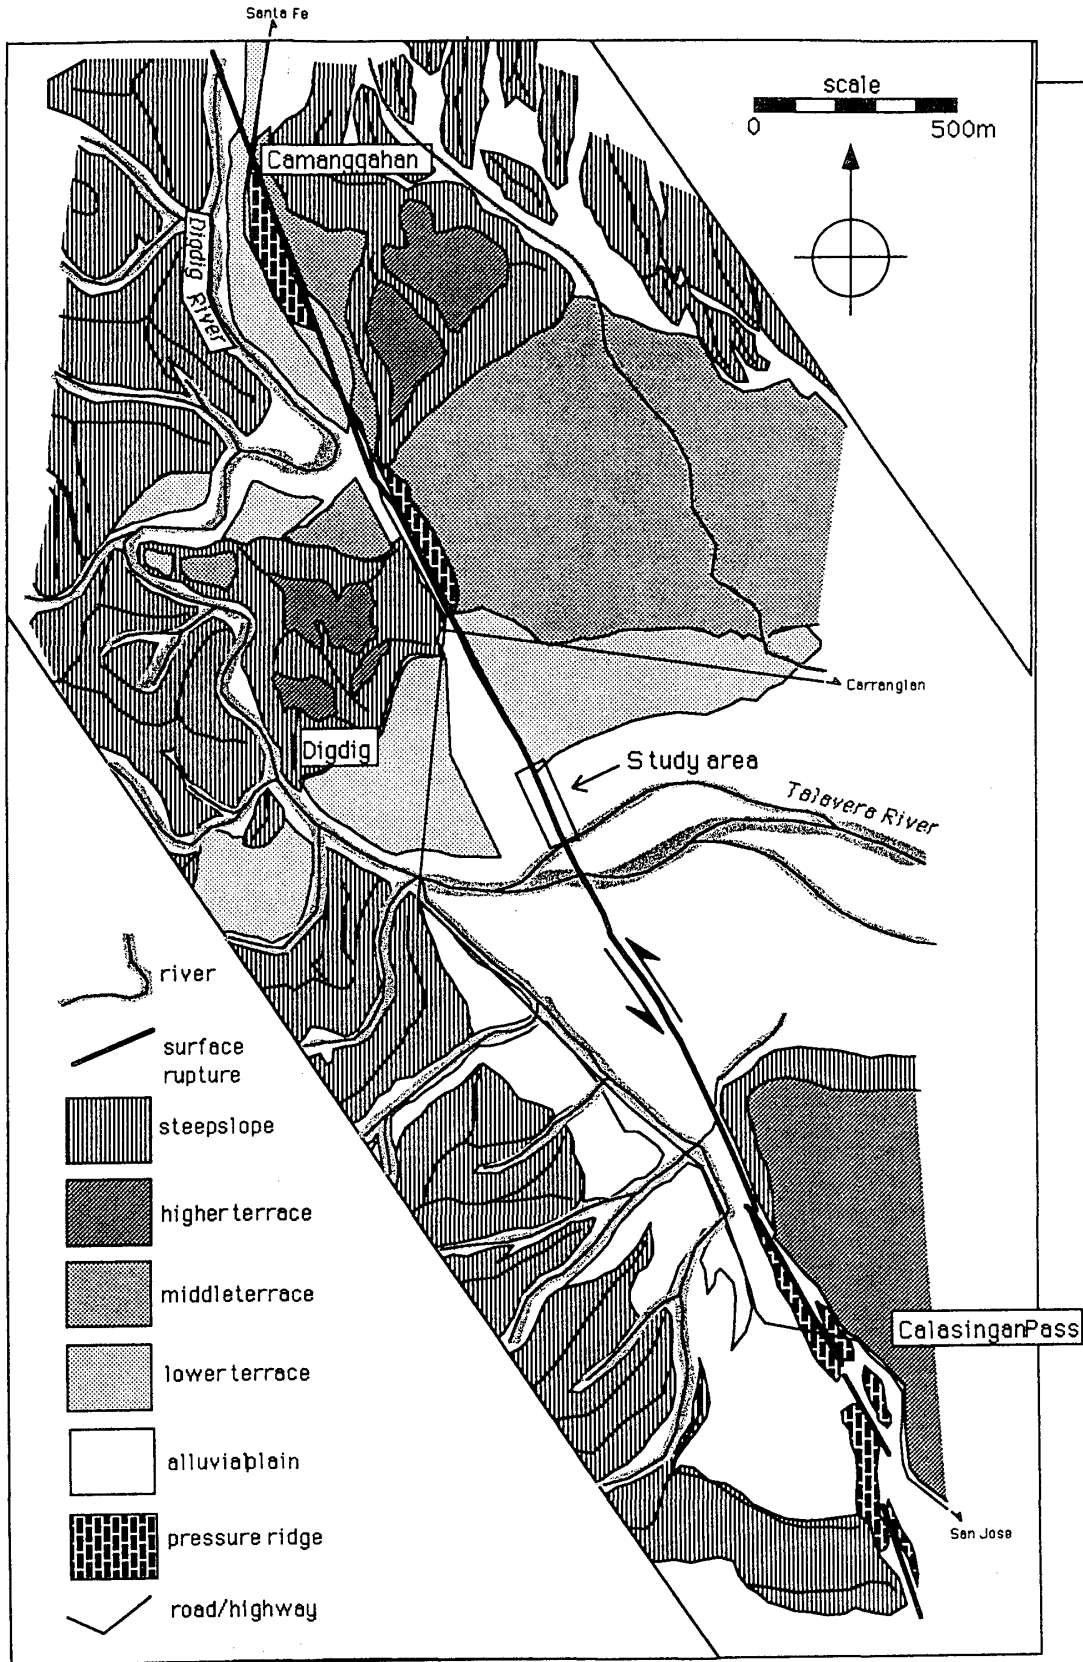 Santa Fe
scale
0 500m
Camanggahan
Digdig
River
Carranglan
Study area
Digdig
Talavera River
river
surface
rupture
steepslope
higherterrace
middleterrace
lowerterrace
CalasinganPass
alluvialplain
pressure ridge
San Jose
road/highway